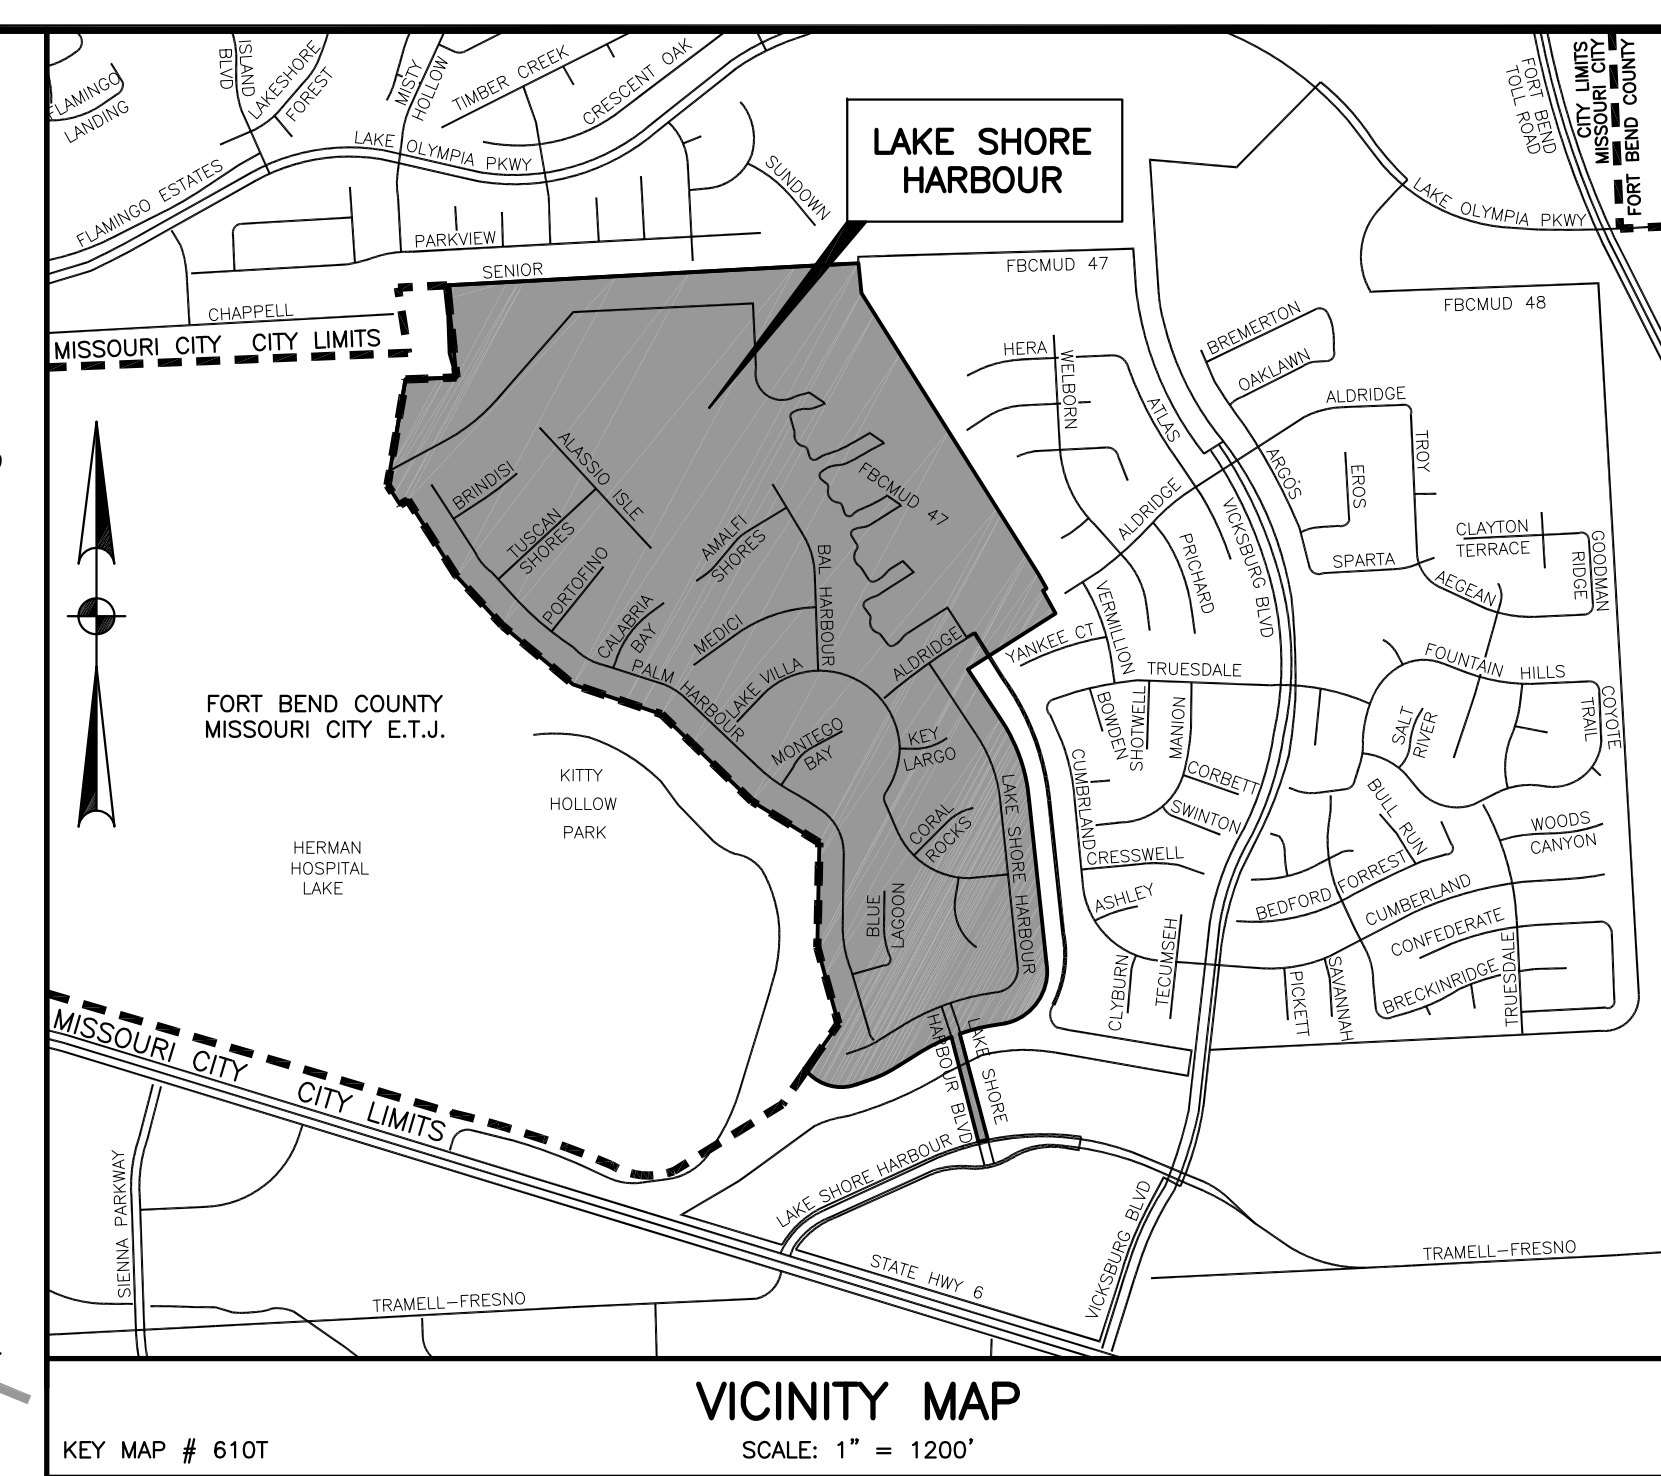 FLAMINGO
LANDING
ISLAND
BLVD
LAKESHORE
FOREST
MISTY
HOLLOW
TIMBER CREEK
CRESCENT OAK
LAKE OLYMPIA PKWY
FLAMINGO ESTATES
SUNDOWN
PARKVIEW
SENIOR
CHAPPELL
MISSOURI CITY CITY LIMITS
LAKE SHORE
HARBOUR
FORT BEND
TOLL ROAD
CITY LIMITS
MISSOURI CITY
FORT BEND COUNTY
LAKE OLYMPIA PKWY
FBCMUD 47
FBCMUD 48
HERA
WELBORN
ATLAS
BREMERTON
OAKLAWN
ALDRIDGE
TROY
ARGOS
EROS
ALDRIDGE
VICKSBURG BLVD
PRICHARD
CLAYTON
TERRACE
GOODMAN
RIDGE
SPARTA
AEGEAN
VERMILLION
YANKEE CT
TRUESDALE
FOUNTAIN HILLS
COYOTE
TRAIL
SALT
RIVER
BOWDEN
SHOTWELL
MANNION
CUMBRLAND
CORBETT
SWINTON
CRESSWELL
BULL RUN
WOODS
CANYON
ASHLEY
BEDFORD FORREST
CUMBERLAND
CONFEDERATE
BRECKINRIDGE
TRUESDALE
CLYBURN
TECUMSEH
PICKETT
SAVANNAH
BRINDISI
ALASSIO ISLE
TUSCAN
SHORES
PORTOFINO
AMALFI
SHORES
FBCMUD 47
BAL HARBOUR
CALABRIA
BAY
MEDICI
PALM HARBOUR
LAKE VILLA
ALDRIDGE
MONTEGO
BAY
KEY
LARGO
CORAL
ROCKS
LAKE SHORE HARBOUR
BLUE
LAGOON
FORT BEND COUNTY
MISSOURI CITY E.T.J.
KITTY
HOLLOW
PARK
HERMAN
HOSPITAL
LAKE
MISSOURI CITY CITY LIMITS
LAKE SHORE
HARBOUR BLVD
LAKE SHORE HARBOUR
SIENNA PARKWAY
TRAMELL-FRESNO
STATE HWY 6
VICKSBURG BLVD
TRAMELL-FRESNO
VICINITY MAP
KEY MAP # 610T
SCALE: 1" = 1200'